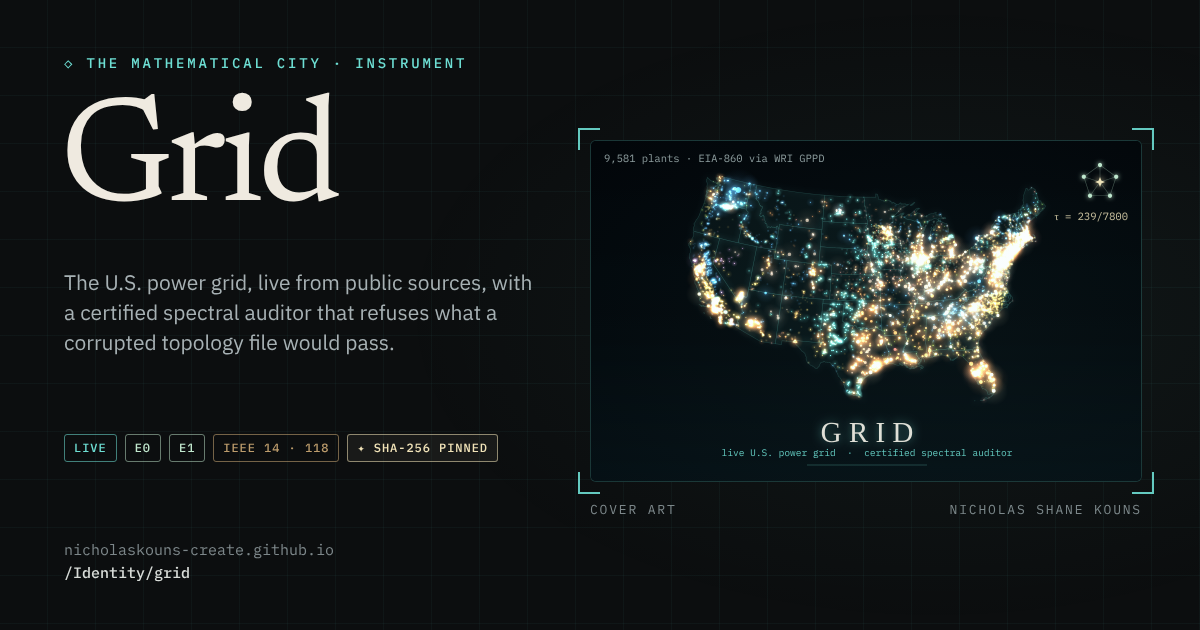 ◇ THE MATHEMATICAL CITY · INSTRUMENT
Grid
The U.S. power grid, live from public sources, with
a certified spectral auditor that refuses what a
corrupted topology file would pass.
LIVE
E0
E1
IEEE 14 · 118
✦ SHA-256 PINNED
nicholaskouns-create.github.io
/Identity/grid
9,581 plants · EIA-860 via WRI GPPD
τ = 239/7800
GRID
live U.S. power grid · certified spectral auditor
COVER ART
NICHOLAS SHANE KOUNS